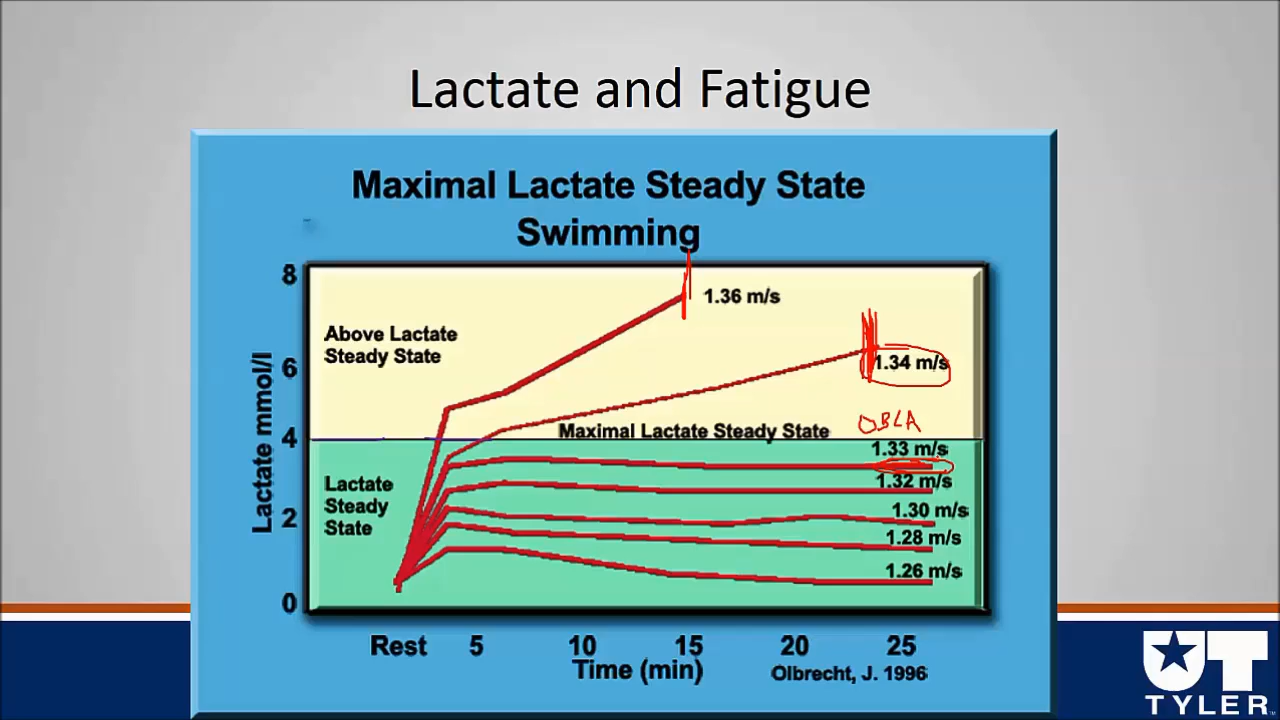 Lactate and Fatigue
Maximal Lactate Steady State
Swimming
8
1.36 m/s
Above Lactate
Steady State
6
1.34 m/s
OBLA
Maximal Lactate Steady State
4
1.33 m/s
1.32 m/s
Lactate
Steady
State
2
1.30 m/s
1.28 m/s
1.26 m/s
0
Lactate mmol/l
Rest 5 10 15 20 25
Time (min)
Olbrecht, J. 1996
UT
TYLER